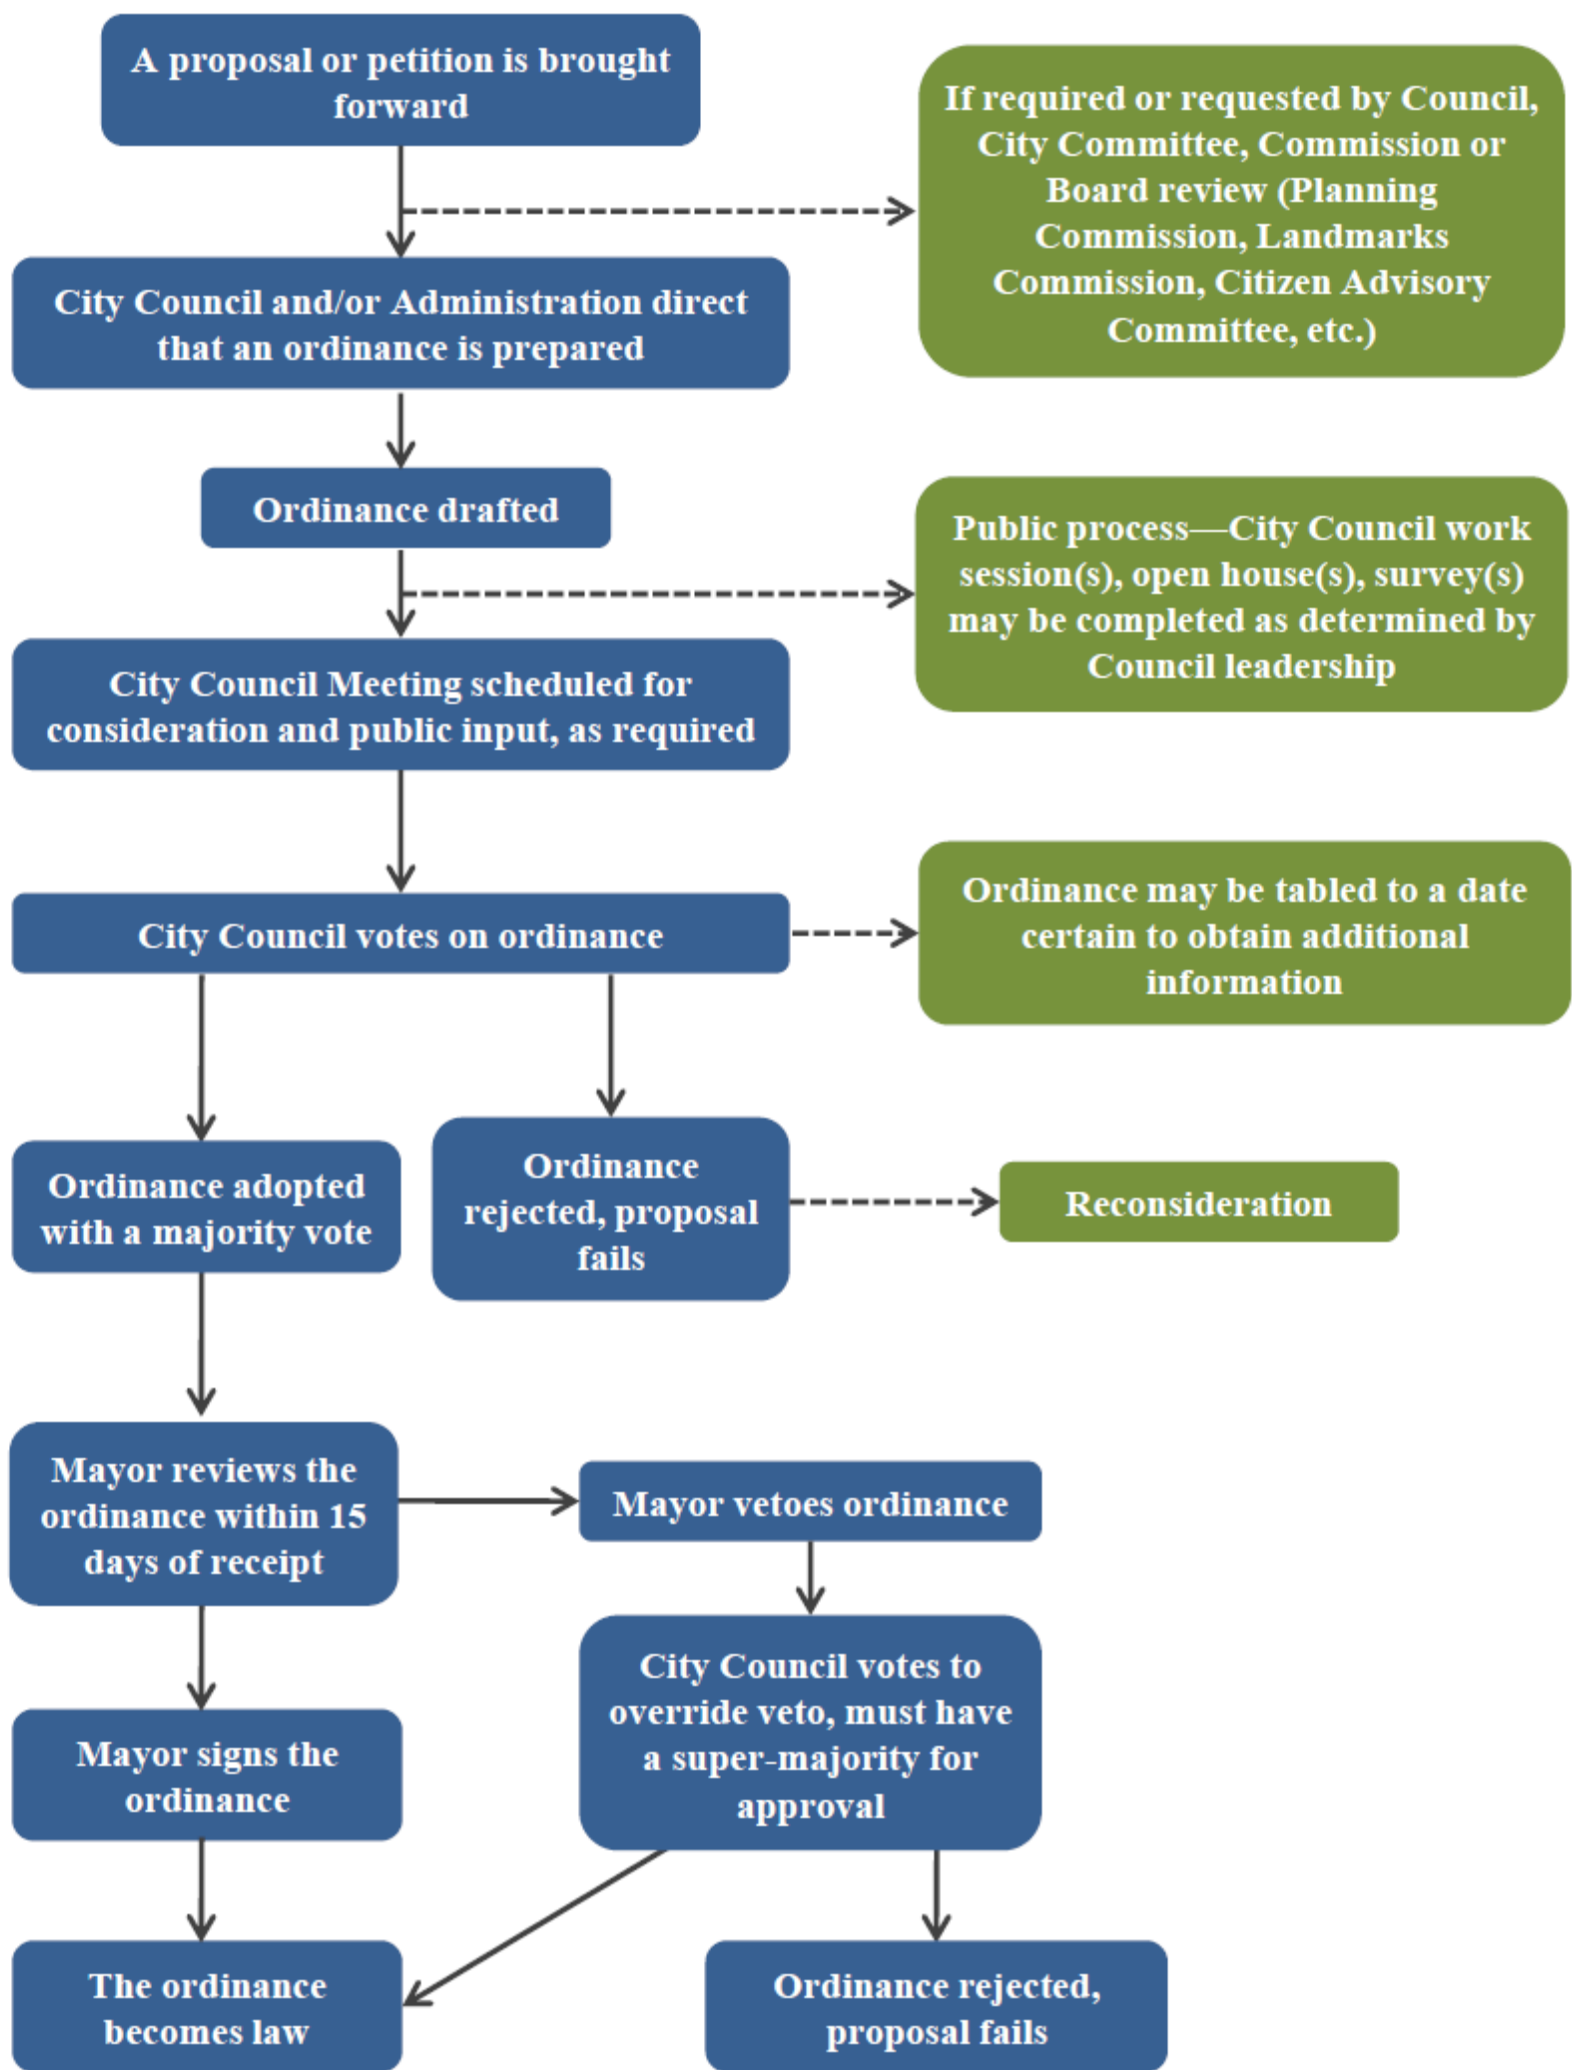 A proposal or petition is brought
forward
If required or requested by Council,
City Committee, Commission or
Board review (Planning
Commission, Landmarks
Commission, Citizen Advisory
Committee, etc.)
City Council and/or Administration direct
that an ordinance is prepared
Ordinance drafted
Public process—City Council work
session(s), open house(s), survey(s)
may be completed as determined by
Council leadership
City Council Meeting scheduled for
consideration and public input, as required
City Council votes on ordinance
Ordinance may be tabled to a date
certain to obtain additional
information
Ordinance adopted
with a majority vote
Ordinance
rejected, proposal
fails
Reconsideration
Mayor reviews the
ordinance within 15
days of receipt
Mayor vetoes ordinance
City Council votes to
override veto, must have
a super-majority for
approval
Mayor signs the
ordinance
The ordinance
becomes law
Ordinance rejected,
proposal fails